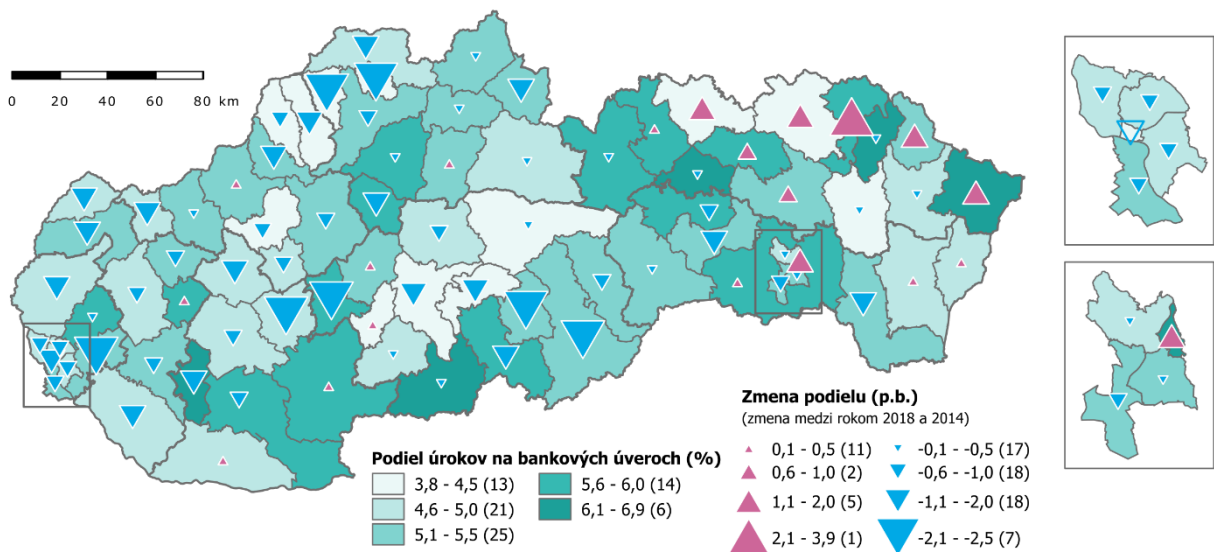 0 20 40 60 80 km
Podiel úrokov na bankových úveroch (%)
3,8 - 4,5 (13)
4,6 - 5,0 (21)
5,1 - 5,5 (25)
5,6 - 6,0 (14)
6,1 - 6,9 (6)
Zmena podielu (p.b.)
(zmena medzi rokom 2018 a 2014)
0,1 - 0,5 (11)
0,6 - 1,0 (2)
1,1 - 2,0 (5)
2,1 - 3,9 (1)
-0,1 - -0,5 (17)
-0,6 - -1,0 (18)
-1,1 - -2,0 (18)
-2,1 - -2,5 (7)